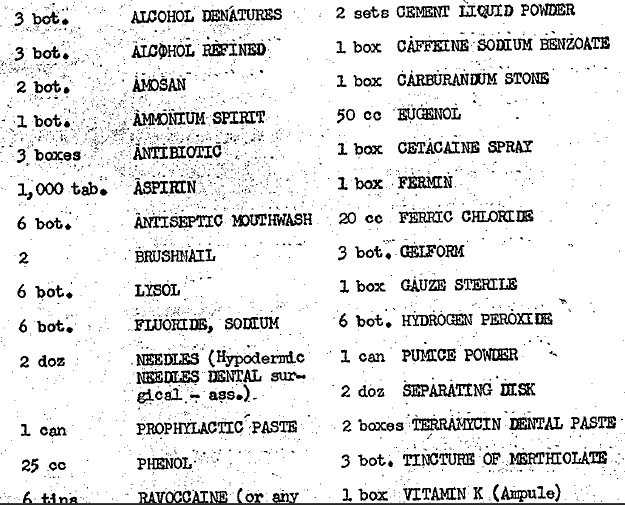 3 bot. ALCOHOL DENATURES
3 bot. ALCOHOL REFINED
2 bot. AMOSAN
1 bot. AMMONIUM SPIRIT
3 boxes ANTIBIOTIC
1,000 tab. ASPIRIN
6 bot. ANTISEPTIC MOUTHWASH
2 BRUSHNAIL
6 bot. LYSOL
6 bot. FLUORIDE, SODIUM
2 doz NEEDLES (Hypodermic
NEEDLES DENTAL sur-
gical - ass.).
1 can PROPHYLACTIC PASTE
25 cc PHENOL
6 tins RAVOCCAINE (or any
2 sets CEMENT LIQUID POWDER
1 box CAFFEINE SODIUM BENZOATE
1 box CARBURANDUM STONE
50 cc EUGENOL
1 box CETACAINE SPRAY
1 box FERMIN
20 cc FERRIC CHLORIDE
3 bot. GELFORM
1 box GAUZE STERILE
6 bot. HYDROGEN PEROXIDE
1 can PUMICE POWDER
2 doz SEPARATING DISK
2 boxes TERRAMYCIN DENTAL PASTE
3 bot. TINCTURE OF MERTHIOLATE
1 box VITAMIN K (Ampule)